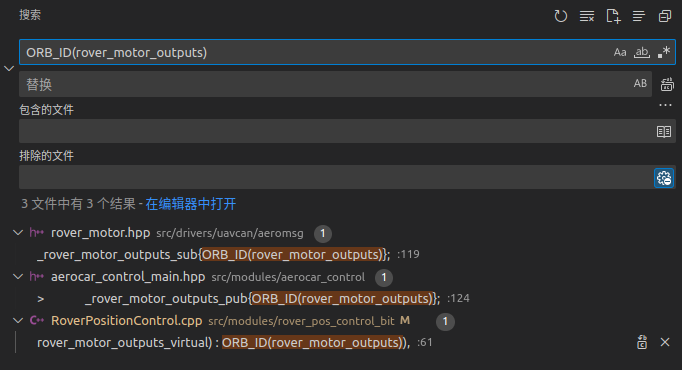 搜索
ORB_ID(rover_motor_outputs)
Aa ab .*
替换
AB
...
包含的文件
排除的文件
3 文件中有 3 个结果 - 在编辑器中打开
rover_motor.hpp src/drivers/uavcan/aeromsg 1
_rover_motor_outputs_sub{ORB_ID(rover_motor_outputs)}; :119
aerocar_control_main.hpp src/modules/aerocar_control 1
> _rover_motor_outputs_pub{ORB_ID(rover_motor_outputs)}; :124
RoverPositionControl.cpp src/modules/rover_pos_control_bit M 1
rover_motor_outputs_virtual) : ORB_ID(rover_motor_outputs)), :61